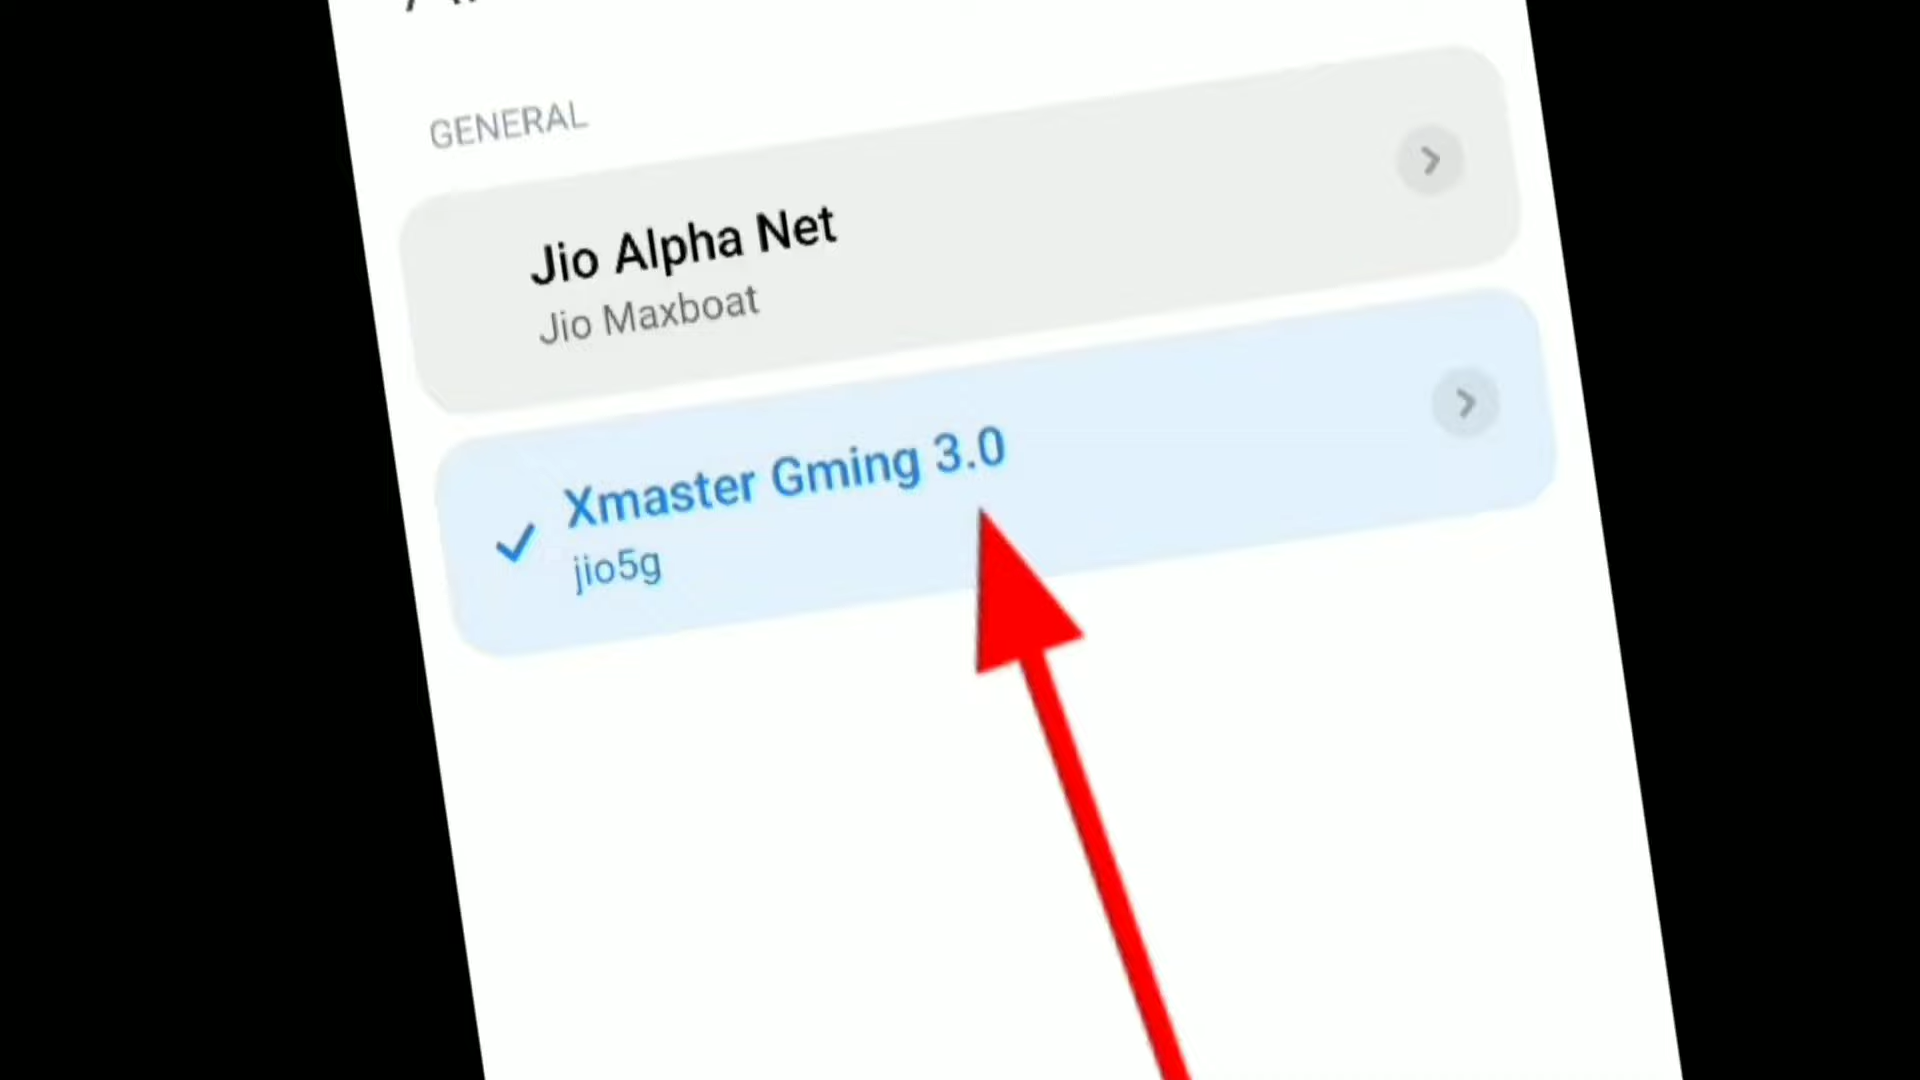 GENERAL
Jio Alpha Net
Jio Maxboat
Xmaster Gming 3.0
jio5g